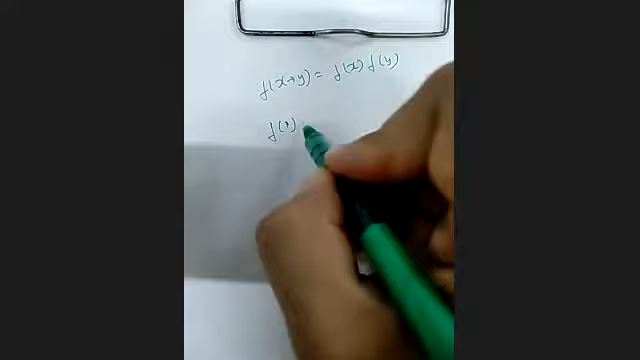 f(x+y) = f(x) f(y)
f(1)